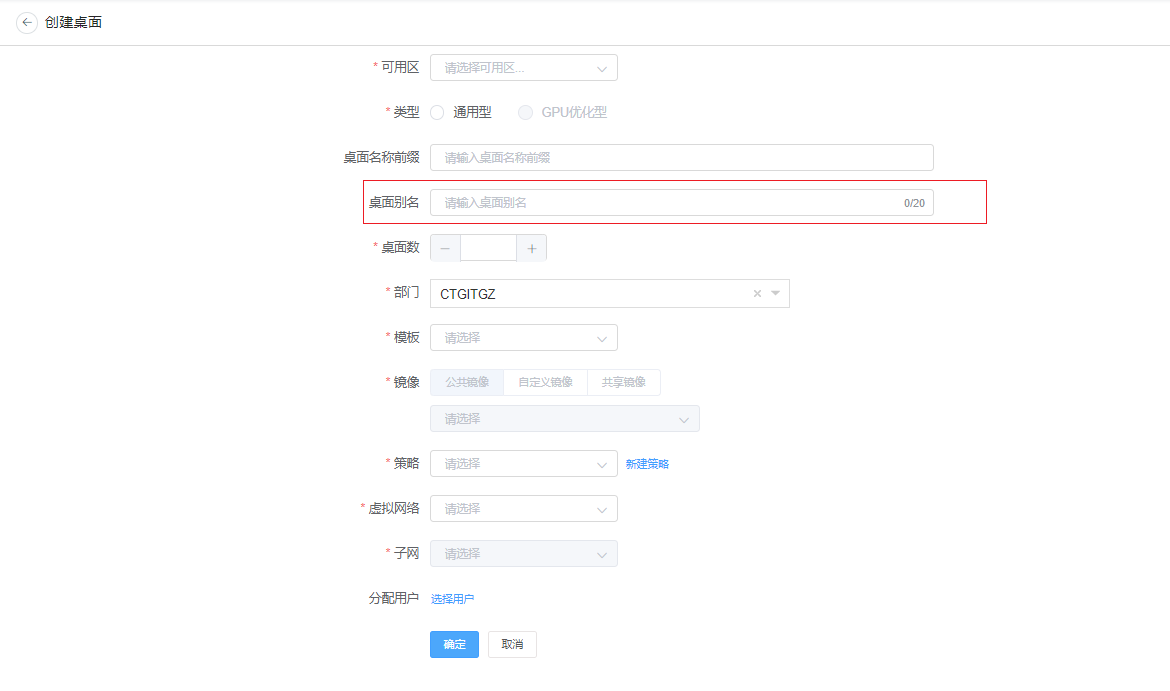 创建桌面
* 可用区 请选择可用区...
* 类型 通用型 GPU优化型
桌面名称前缀 请输入桌面名称前缀
桌面别名 请输入桌面别名 0/20
* 桌面数 − +
* 部门 CTGITGZ ×
* 模板 请选择
* 镜像 公共镜像 自定义镜像 共享镜像
请选择
* 策略 请选择 新建策略
* 虚拟网络 请选择
* 子网 请选择
分配用户 选择用户
确定 取消